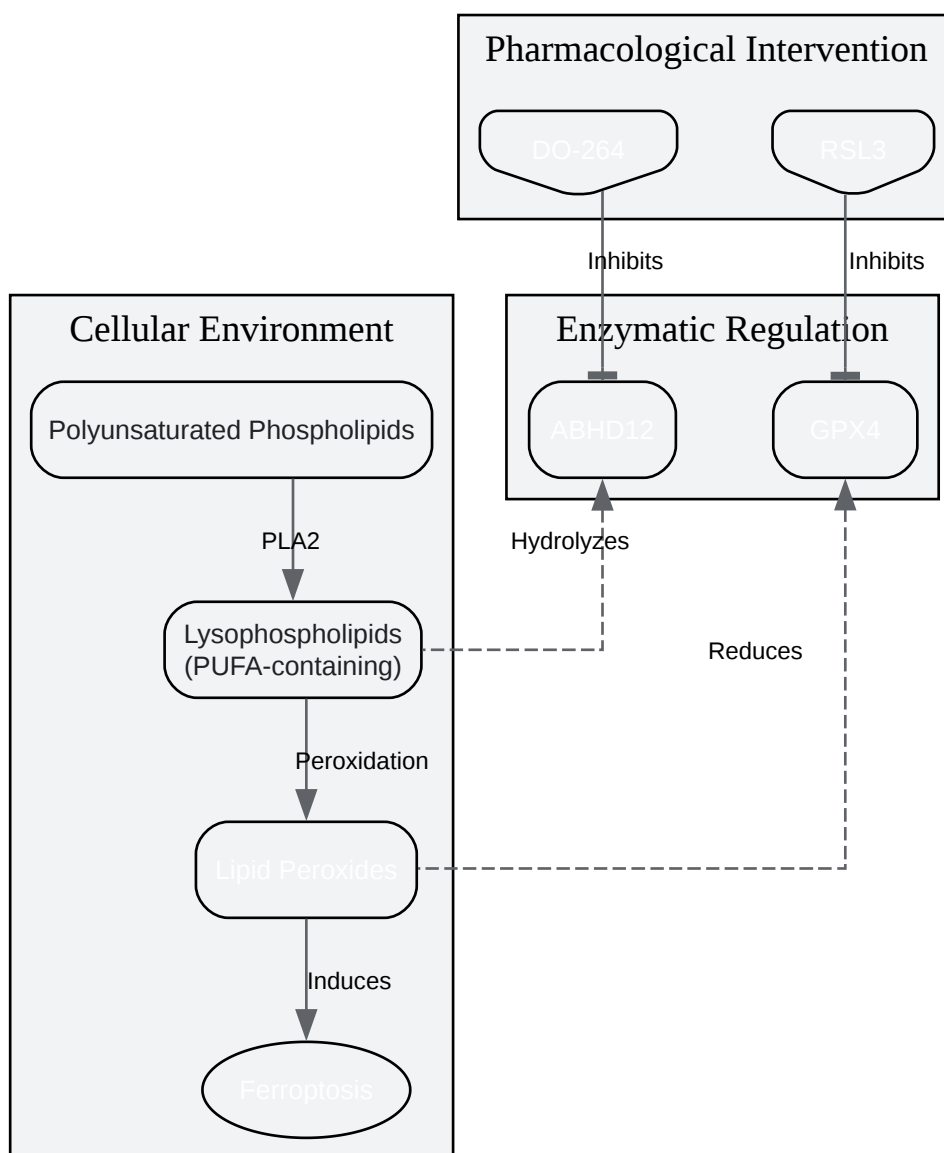 Pharmacological Intervention
DO-264
RSL3
Inhibits
Inhibits
Cellular Environment
Enzymatic Regulation
Polyunsaturated Phospholipids
ABHD12
GPX4
PLA2
Hydrolyzes
Lysophospholipids
(PUFA-containing)
Reduces
Peroxidation
Lipid Peroxides
Induces
Ferroptosis